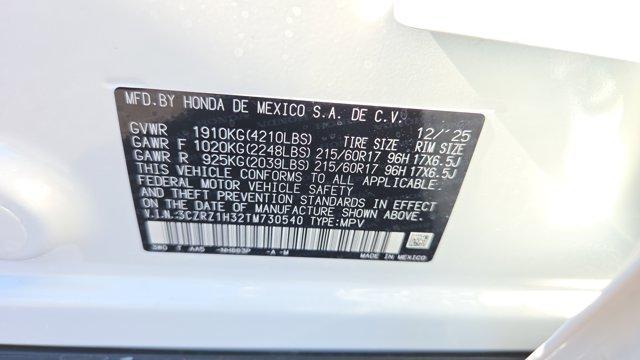 MFD.BY HONDA DE MEXICO S.A. DE C.V.
12/'25
GVWR 1910KG(4210LBS) TIRE SIZE RIM SIZE
GAWR F 1020KG(2248LBS) 215/60R17 96H 17X6.5J
GAWR R 925KG(2039LBS) 215/60R17 96H 17X6.5J
THIS VEHICLE CONFORMS TO ALL APPLICABLE
FEDERAL MOTOR VEHICLE SAFETY
AND THEFT PREVENTION STANDARDS IN EFFECT
ON THE DATE OF MANUFACTURE SHOWN ABOVE.
V.I.N.:3CZRZ1H32TM730540 TYPE:MPV
NH883P -A -M
MADE IN MEXICO